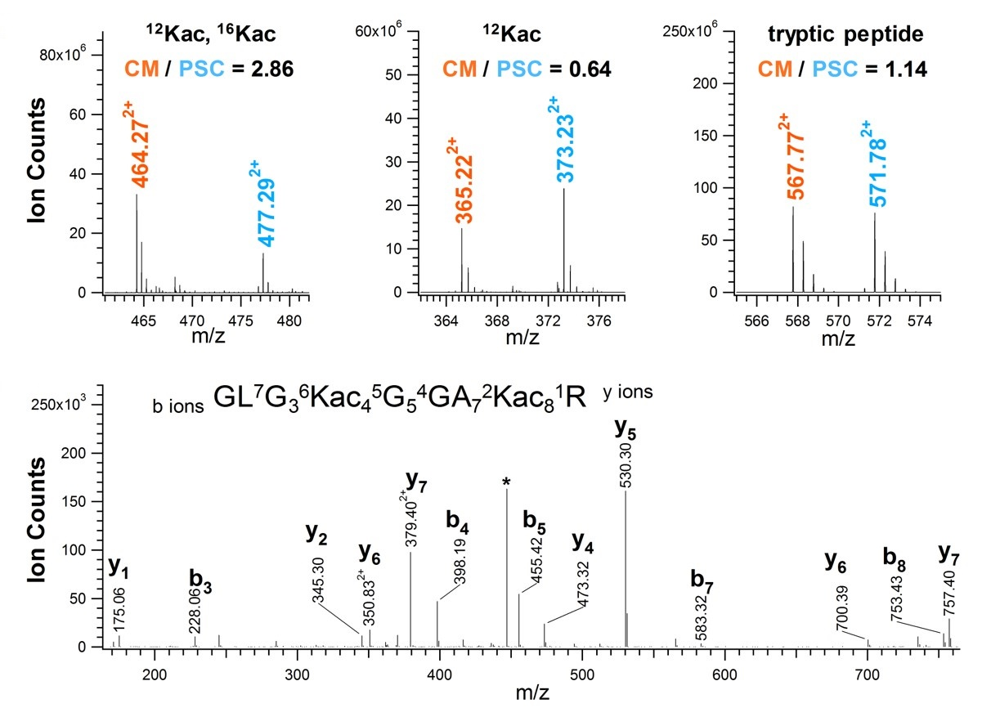 ¹²Kac, ¹⁶Kac
CM / PSC = 2.86
80x10⁶
60
40
20
0
Ion Counts
464.27²⁺
477.29²⁺
465 470 475 480
m/z
¹²Kac
CM / PSC = 0.64
60x10⁶
50
40
30
20
10
0
365.22²⁺
373.23²⁺
364 368 372 376
m/z
tryptic peptide
CM / PSC = 1.14
250x10⁶
200
150
100
50
0
567.77²⁺
571.78²⁺
566 568 570 572 574
m/z
b ions GL⁷G₃⁶Kac₄⁵G₅⁴GA₇²Kac₈¹R y ions
250x10³
200
150
100
50
0
Ion Counts
y₁
175.06
b₃
228.06
y₂
345.30
y₆
350.83²⁺
y₇
379.40²⁺
b₄
398.19
*
b₅
455.42
y₄
473.32
y₅
530.30
b₇
583.32
y₆
700.39
b₈
753.43
y₇
757.40
200 300 400 500 600 700
m/z